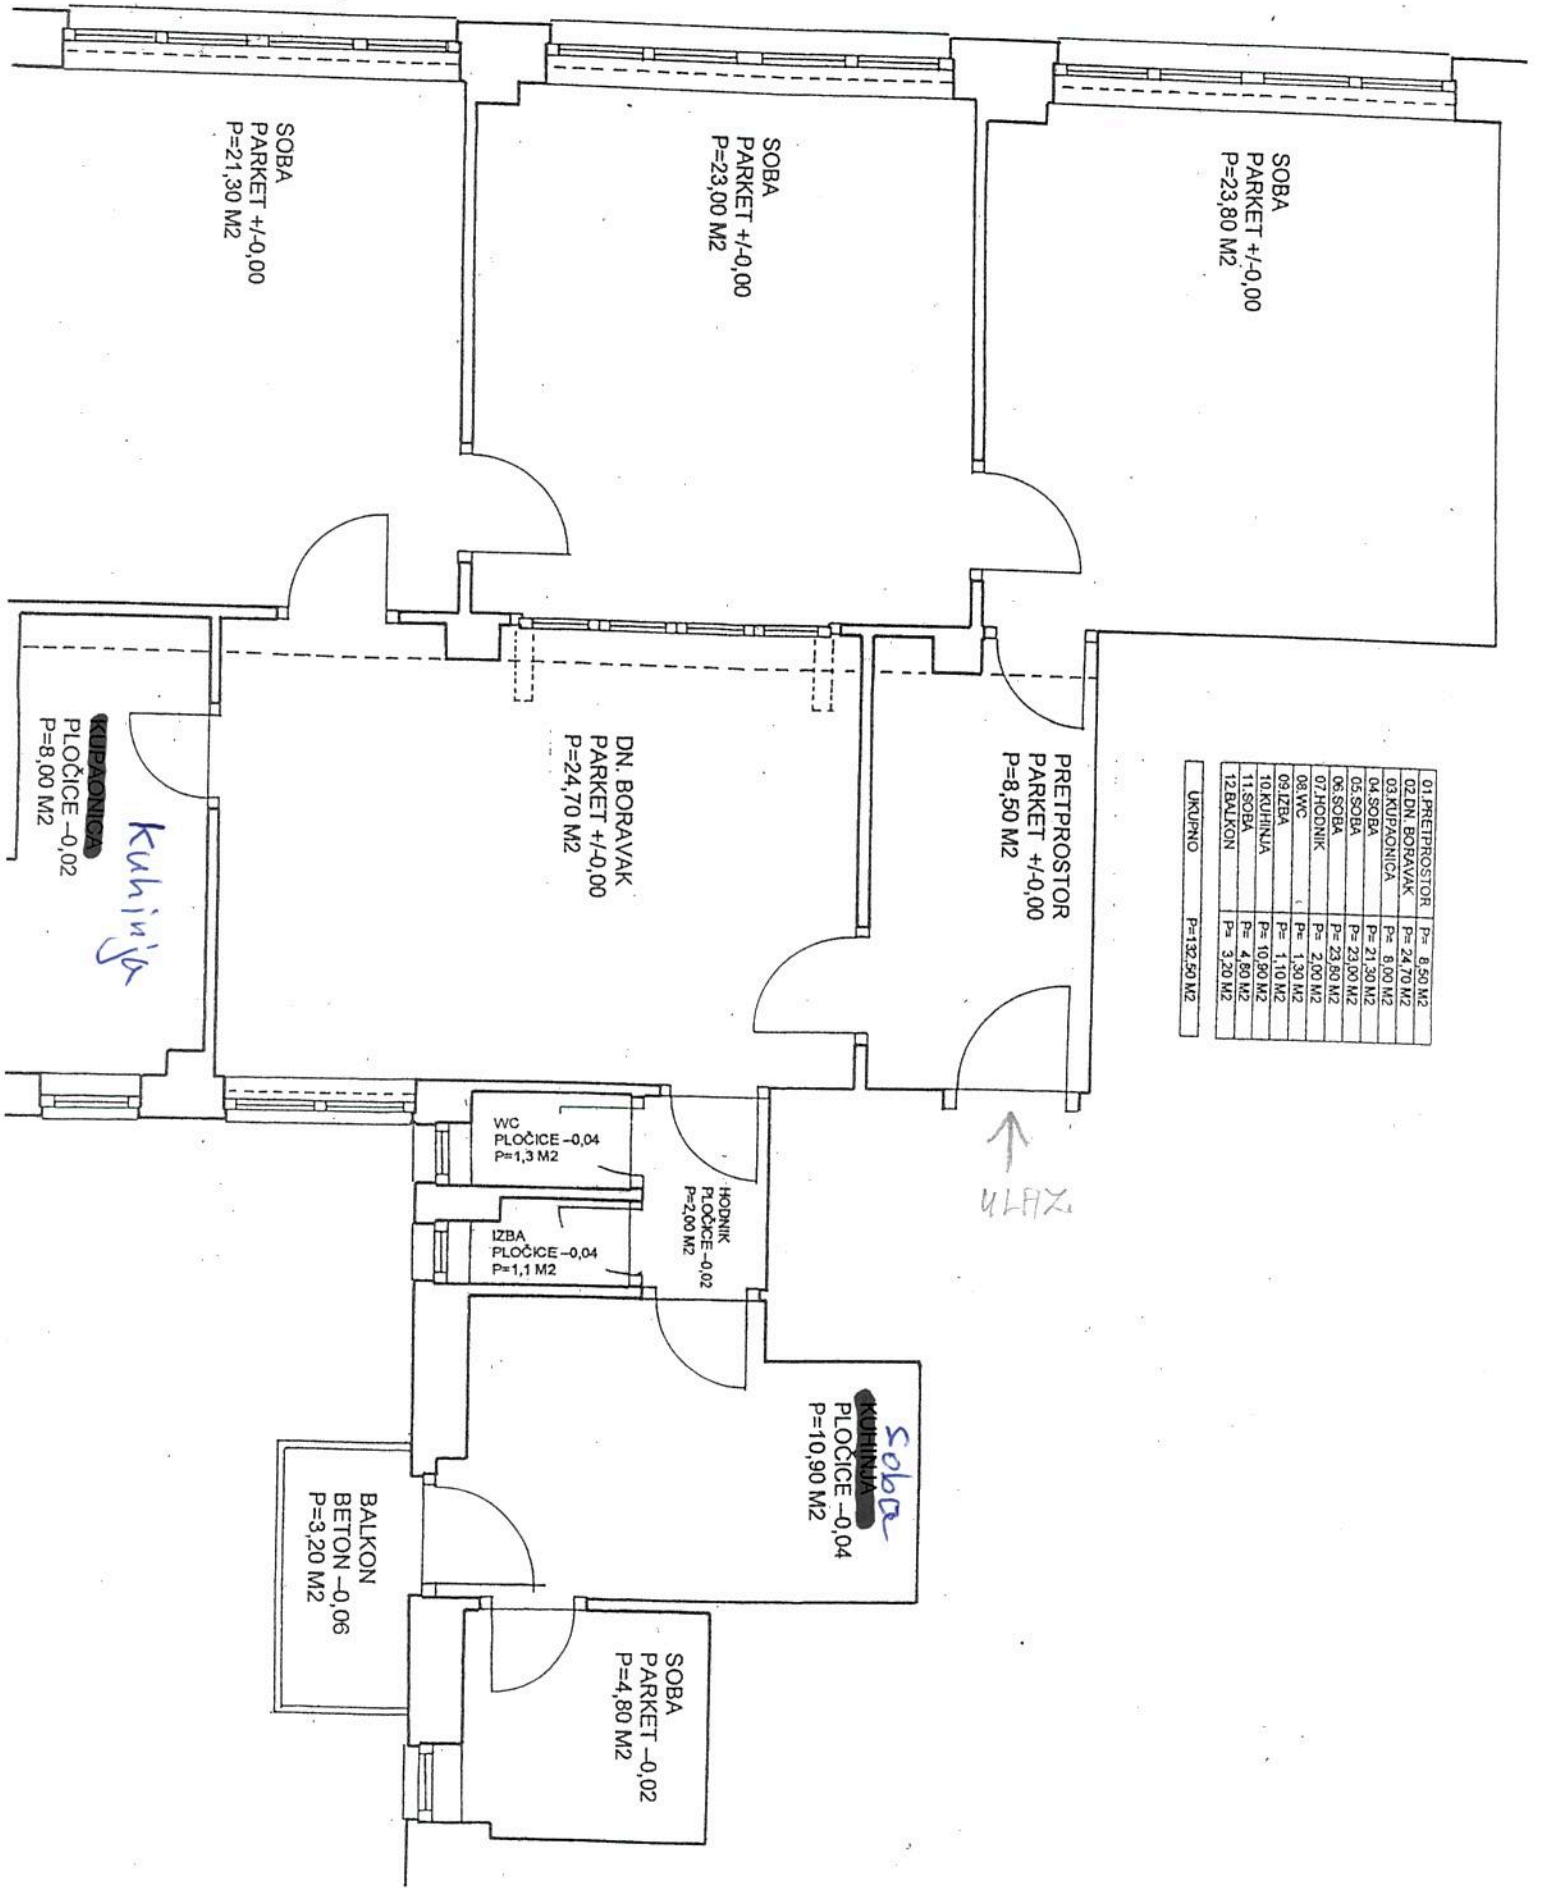 SOBA
PARKET +/-0,00
P=21,30 M2
SOBA
PARKET +/-0,00
P=23,00 M2
SOBA
PARKET +/-0,00
P=23,80 M2
KUPAONICA
PLOČICE -0,02
P=8,00 M2
Kuhinja
DN. BORAVAK
PARKET +/-0,00
P=24,70 M2
PRETPROSTOR
PARKET +/-0,00
P=8,50 M2
01.PRETPROSTOR P= 8,50 M2
02.DN. BORAVAK P= 24,70 M2
03.KUPAONICA P= 8,00 M2
04.SOBA P= 21,30 M2
05.SOBA P= 23,00 M2
06.SOBA P= 23,80 M2
07.HODNIK P= 2,00 M2
08.WC P= 1,30 M2
09.IZBA P= 1,10 M2
10.KUHINJA P= 10,90 M2
11.SOBA P= 4,80 M2
12.BALKON P= 3,20 M2
UKUPNO P=132,50 M2
ULAZ
WC
PLOČICE -0,04
P=1,3 M2
IZBA
PLOČICE -0,04
P=1,1 M2
HODNIK
PLOČICE -0,02
P=2,00 M2
Soba
KUHINJA
PLOČICE -0,04
P=10,90 M2
BALKON
BETON -0,06
P=3,20 M2
SOBA
PARKET -0,02
P=4,80 M2